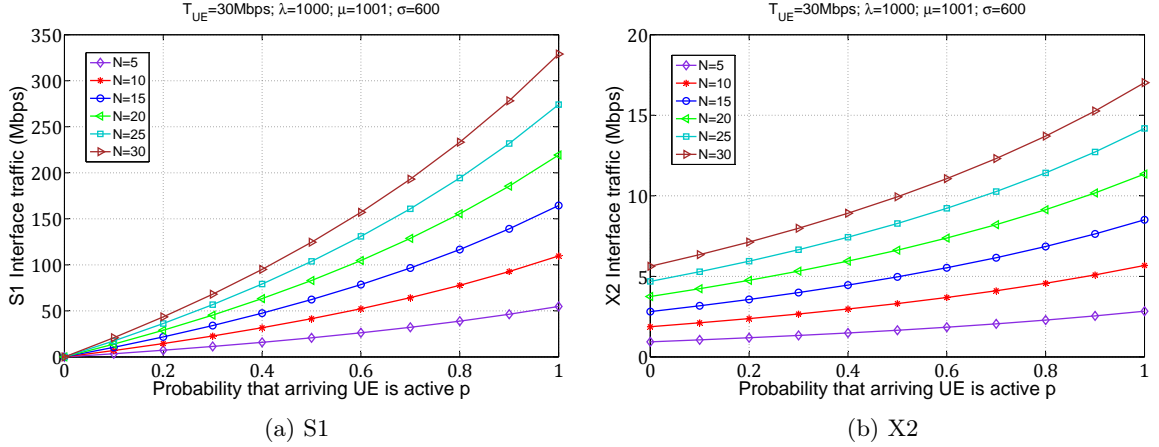 T_UE=30Mbps; λ=1000; μ=1001; σ=600
350
300
250
200
150
100
50
0
S1 Interface traffic (Mbps)
N=5
N=10
N=15
N=20
N=25
N=30
0 0.2 0.4 0.6 0.8 1
Probability that arriving UE is active p
(a) S1
T_UE=30Mbps; λ=1000; μ=1001; σ=600
20
15
10
5
0
X2 Interface traffic (Mbps)
N=5
N=10
N=15
N=20
N=25
N=30
0 0.2 0.4 0.6 0.8 1
Probability that arriving UE is active p
(b) X2